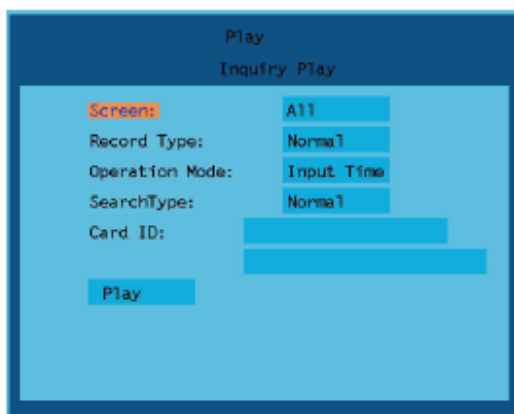 Play
Inquiry Play
Screen: All
Record Type: Normal
Operation Mode: Input Time
SearchType: Normal
Card ID:
Play